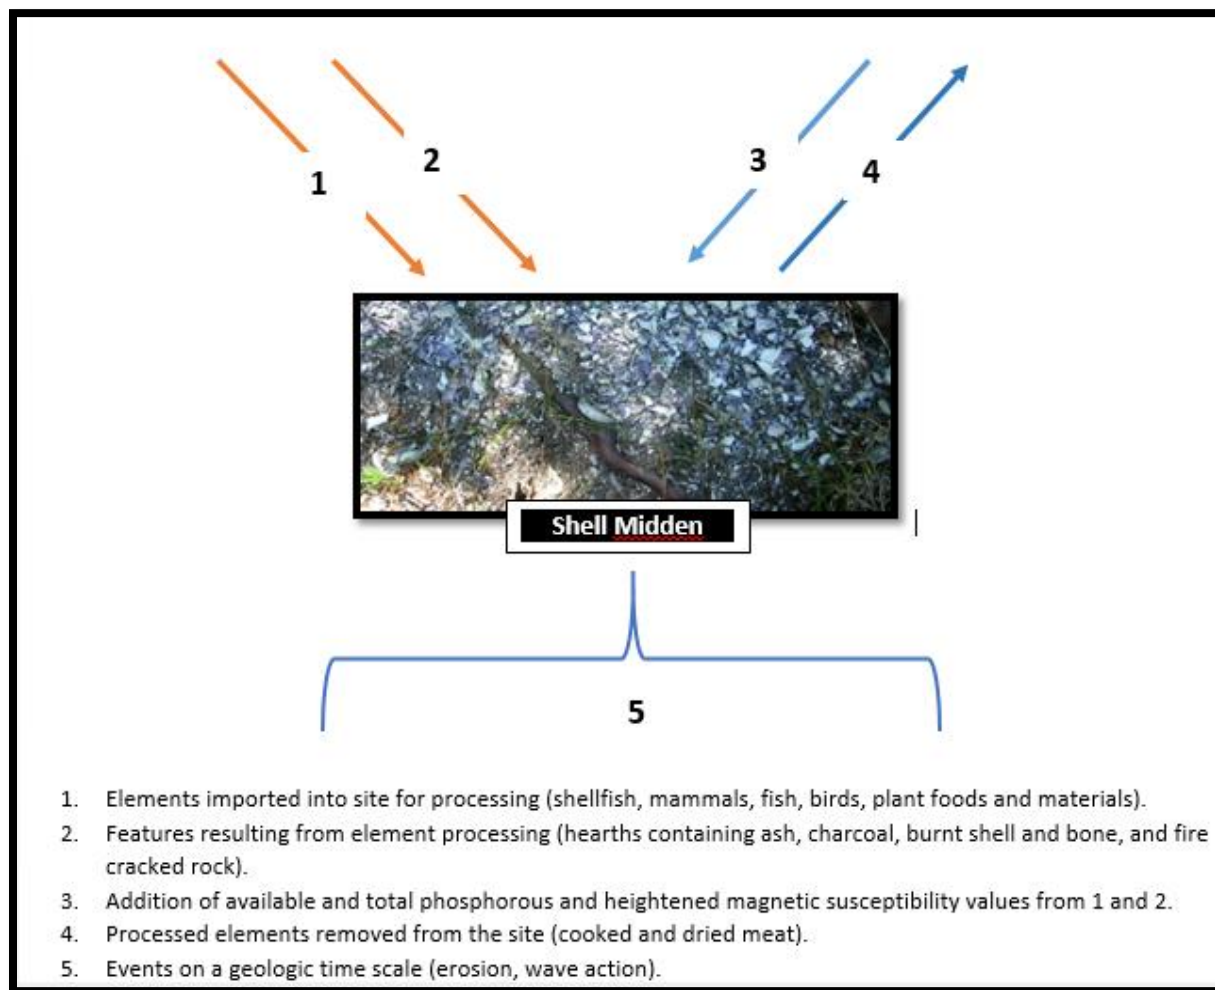 1
2
3
4
Shell Midden
5
1. Elements imported into site for processing (shellfish, mammals, fish, birds, plant foods and materials).
2. Features resulting from element processing (hearths containing ash, charcoal, burnt shell and bone, and fire
cracked rock).
3. Addition of available and total phosphorous and heightened magnetic susceptibility values from 1 and 2.
4. Processed elements removed from the site (cooked and dried meat).
5. Events on a geologic time scale (erosion, wave action).